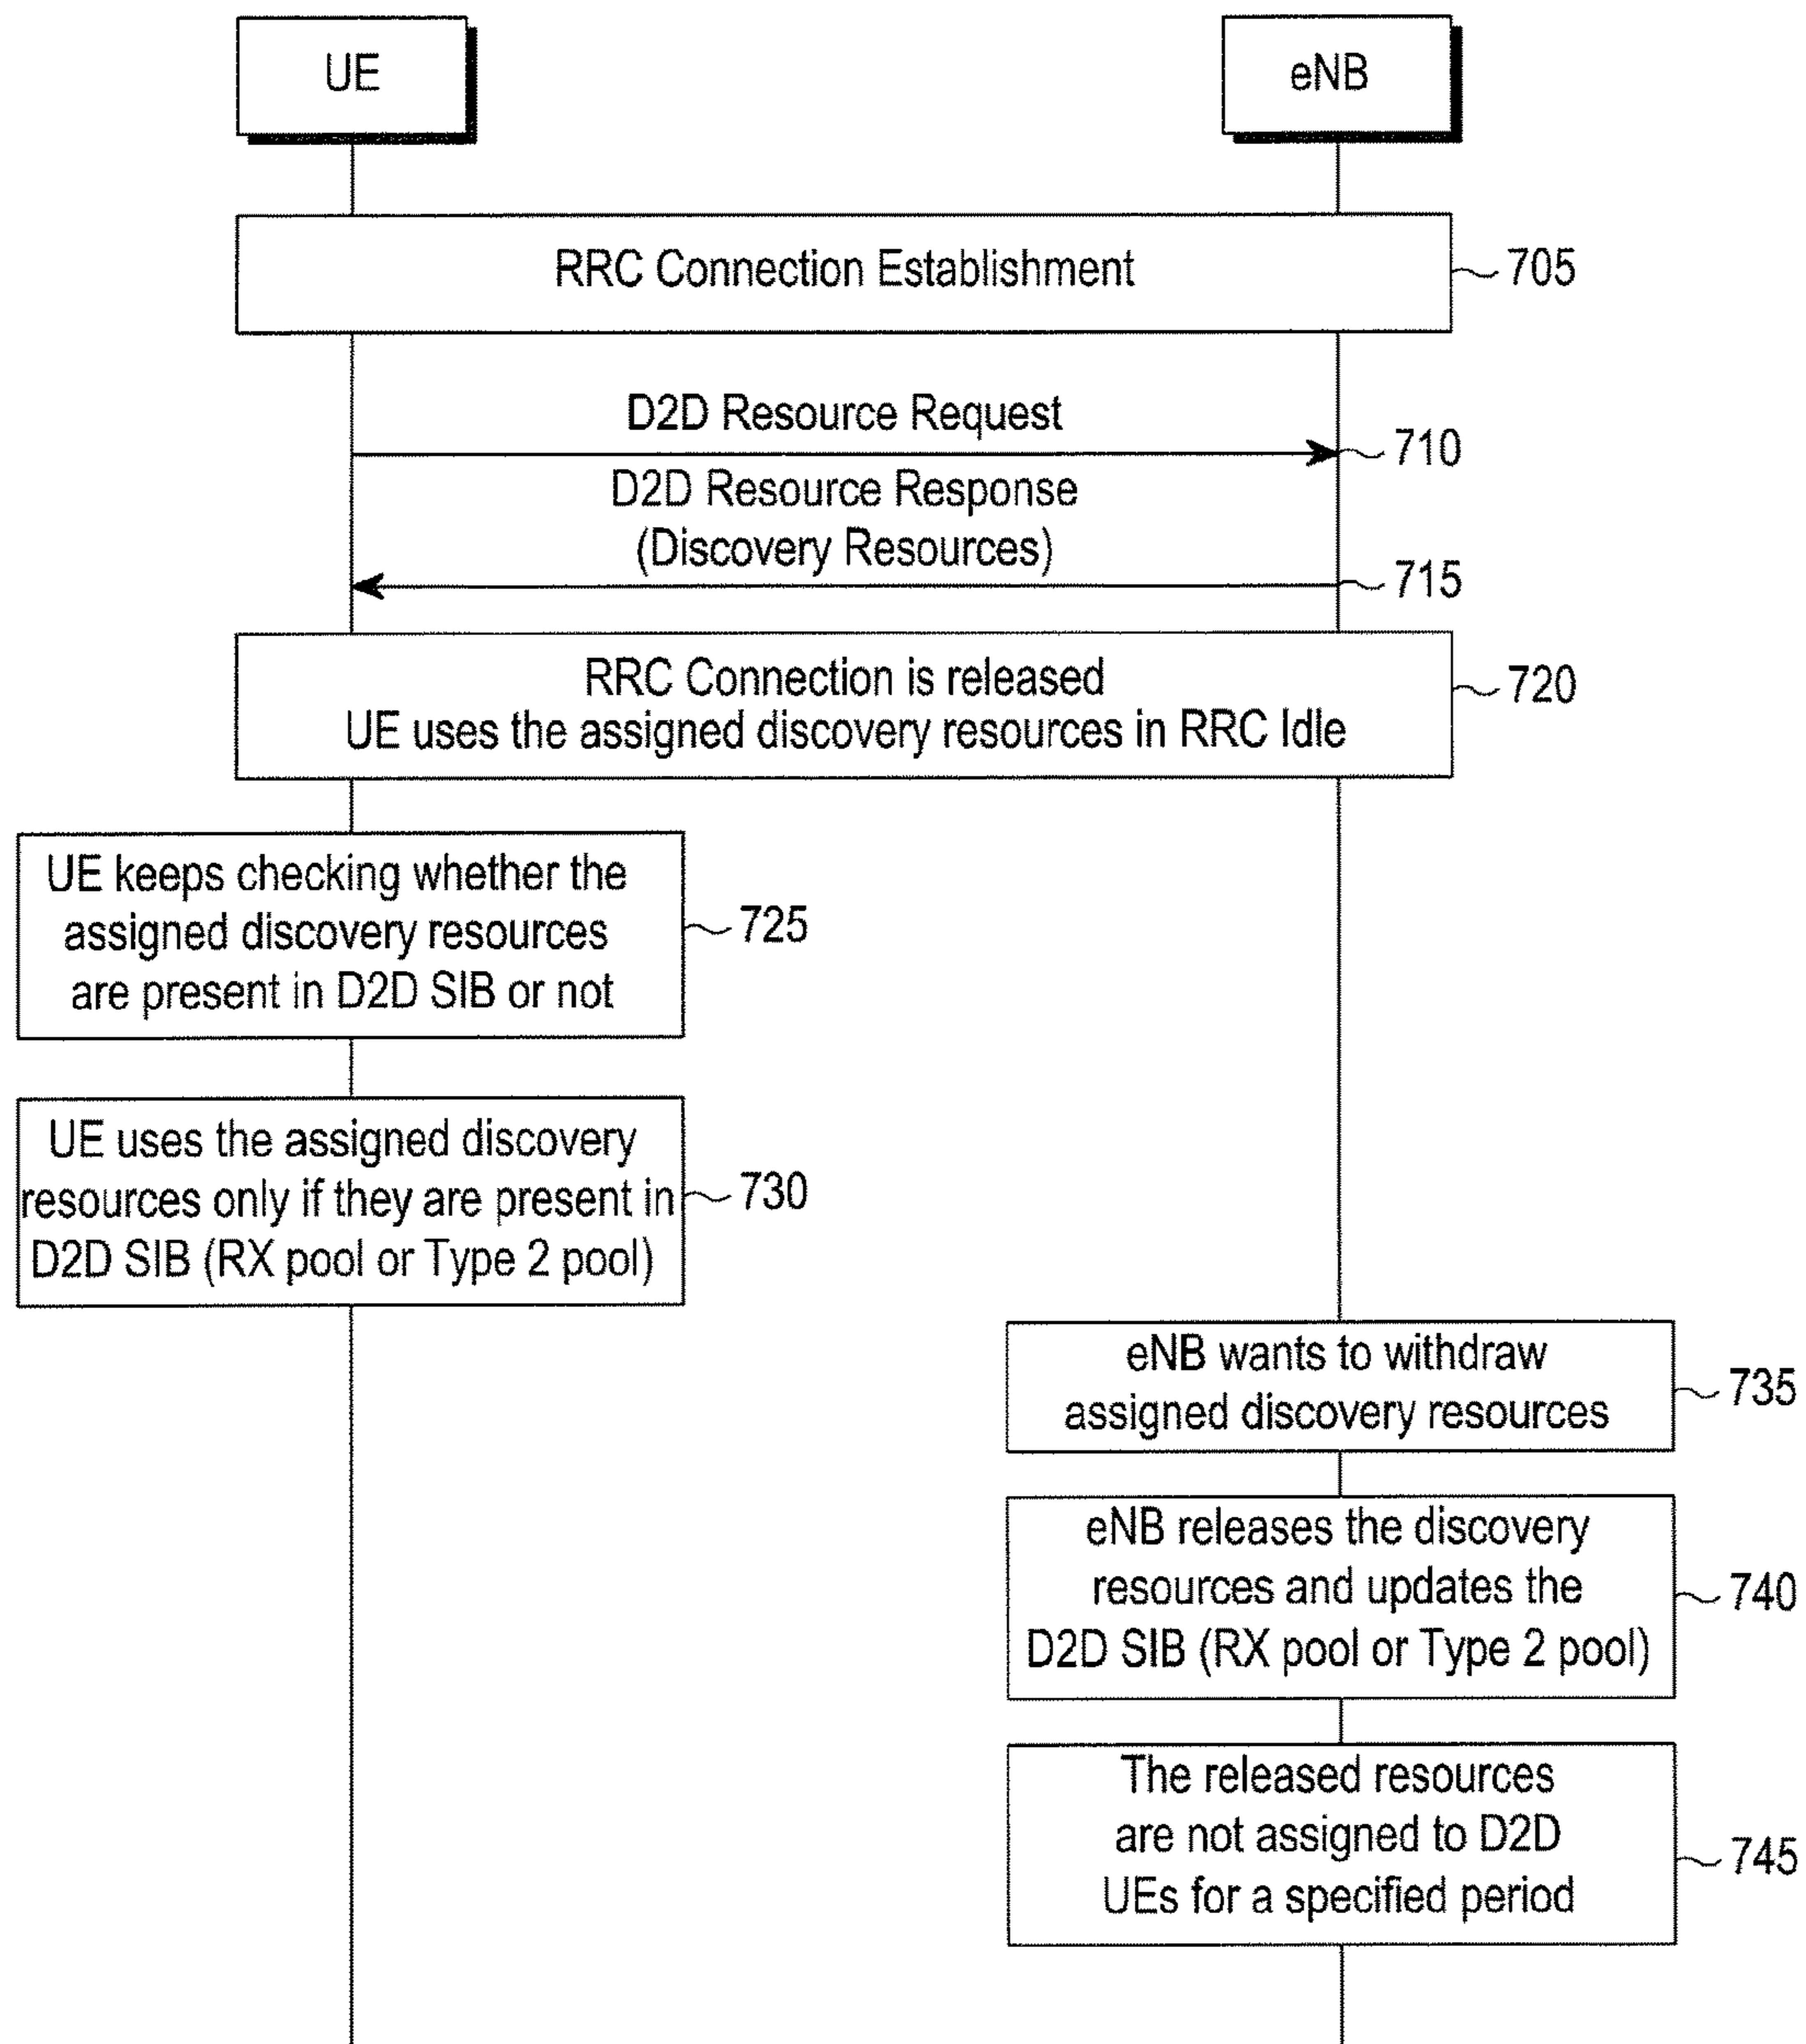 UE
eNB
RRC Connection Establishment
705
D2D Resource Request
710
D2D Resource Response
(Discovery Resources)
715
RRC Connection is released
UE uses the assigned discovery resources in RRC Idle
720
UE keeps checking whether the
assigned discovery resources
are present in D2D SIB or not
725
UE uses the assigned discovery
resources only if they are present in
D2D SIB (RX pool or Type 2 pool)
730
eNB wants to withdraw
assigned discovery resources
735
eNB releases the discovery
resources and updates the
D2D SIB (RX pool or Type 2 pool)
740
The released resources
are not assigned to D2D
UEs for a specified period
745